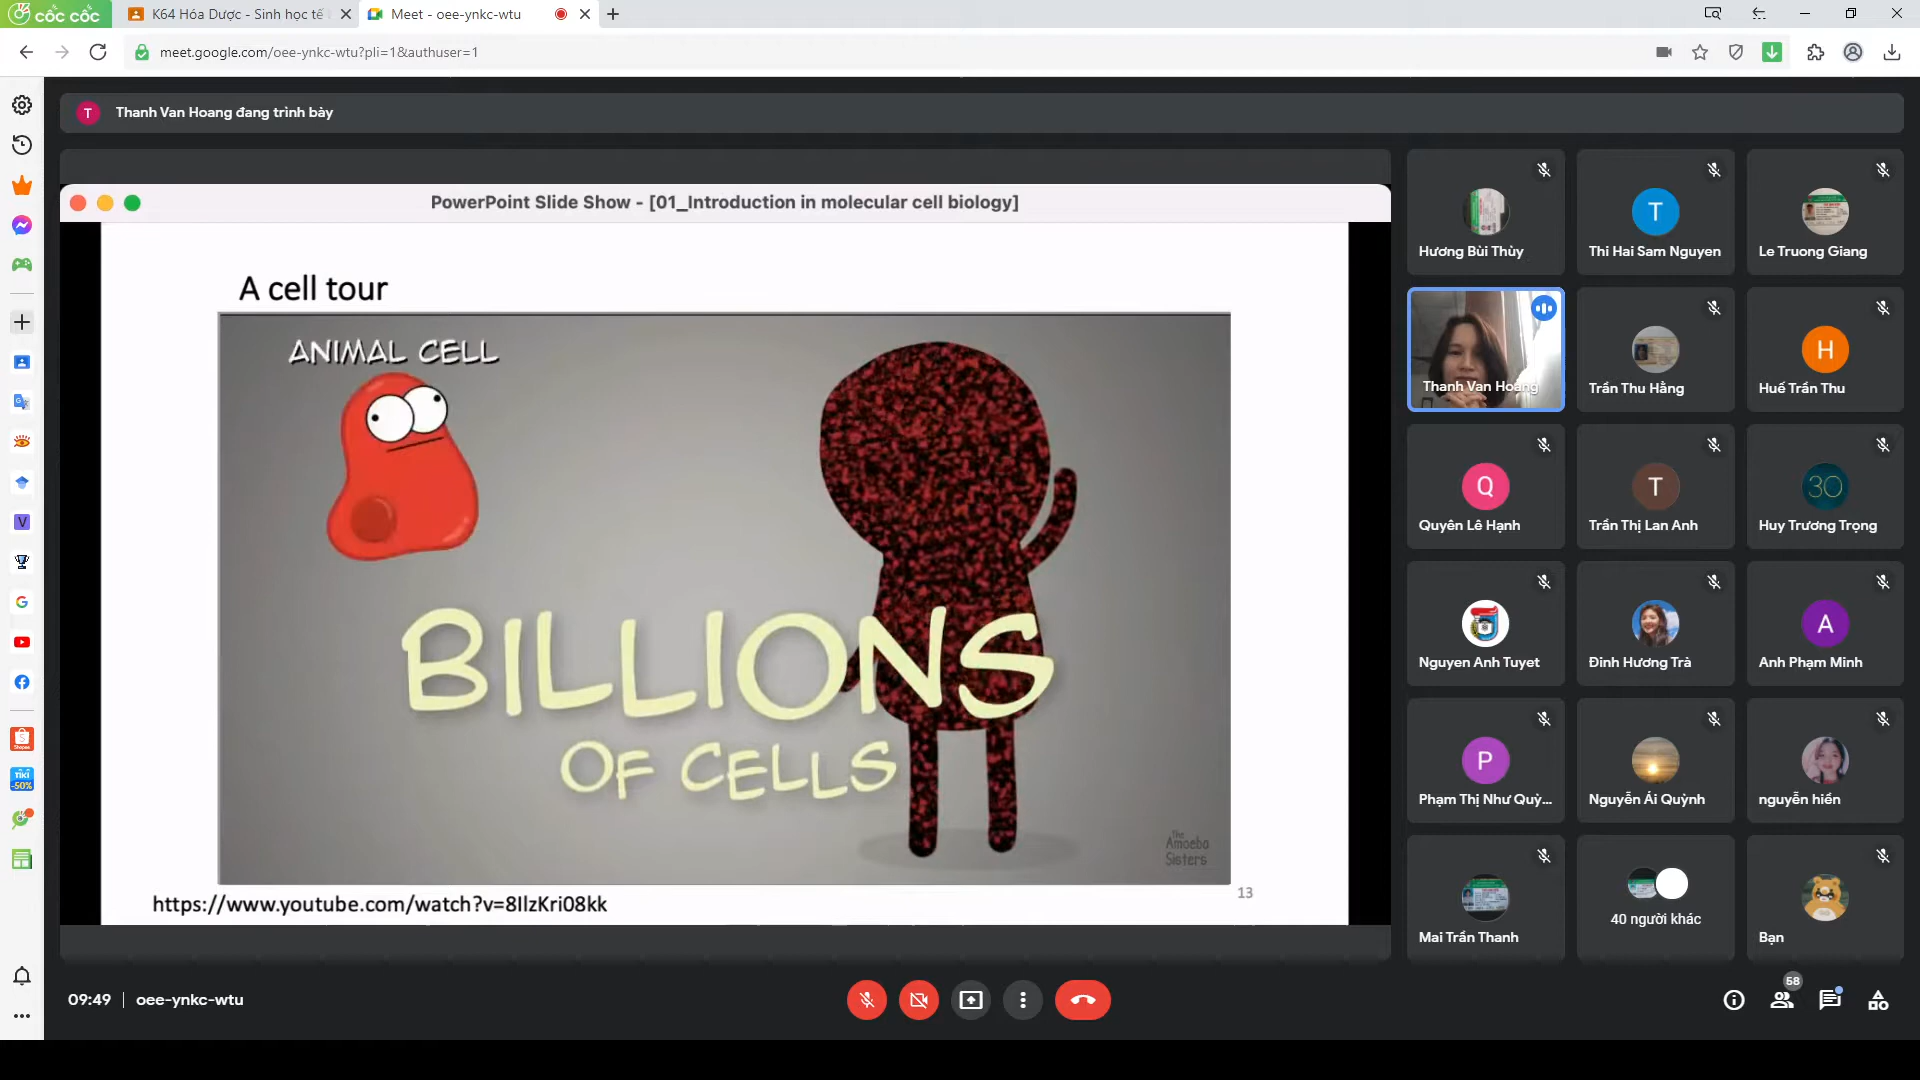 cốc cốc
K64 Hóa Dược - Sinh học tế
Meet - oee-ynkc-wtu
meet.google.com/oee-ynkc-wtu?pli=1&authuser=1
T
Thanh Van Hoang đang trình bày
PowerPoint Slide Show - [01_Introduction in molecular cell biology]
A cell tour
ANIMAL CELL
BILLIONS
OF CELLS
The
Amoeba
Sisters
13
https://www.youtube.com/watch?v=8IlzKri08kk
Hương Bùi Thùy
T
Thi Hai Sam Nguyen
Le Truong Giang
Thanh Van Hoang
Trần Thu Hằng
H
Huế Trần Thu
Q
Quyên Lê Hạnh
T
Trần Thị Lan Anh
30
Huy Trương Trọng
Nguyen Anh Tuyet
Đinh Hương Trà
A
Anh Phạm Minh
P
Phạm Thị Như Quỳ...
Nguyễn Ái Quỳnh
nguyễn hiền
Mai Trần Thanh
40 người khác
Bạn
V
G
Shopee
TIKI
-50%
09:49
oee-ynkc-wtu
58